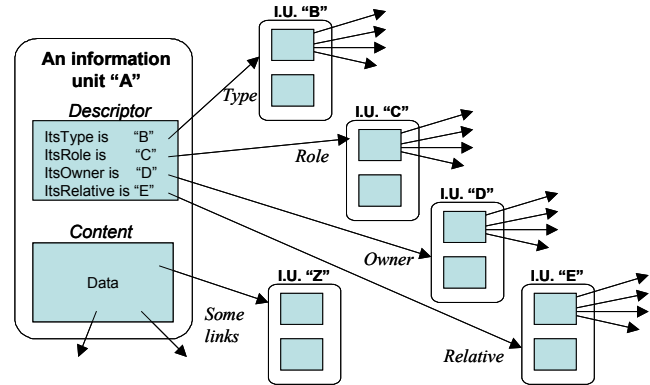 An information
unit “A”
Descriptor
ItsType is “B”
ItsRole is “C”
ItsOwner is “D”
ItsRelative is “E”
Content
Data
I.U. “B”
Type
I.U. “C”
Role
I.U. “D”
Owner
I.U. “Z”
Some
links
I.U. “E”
Relative